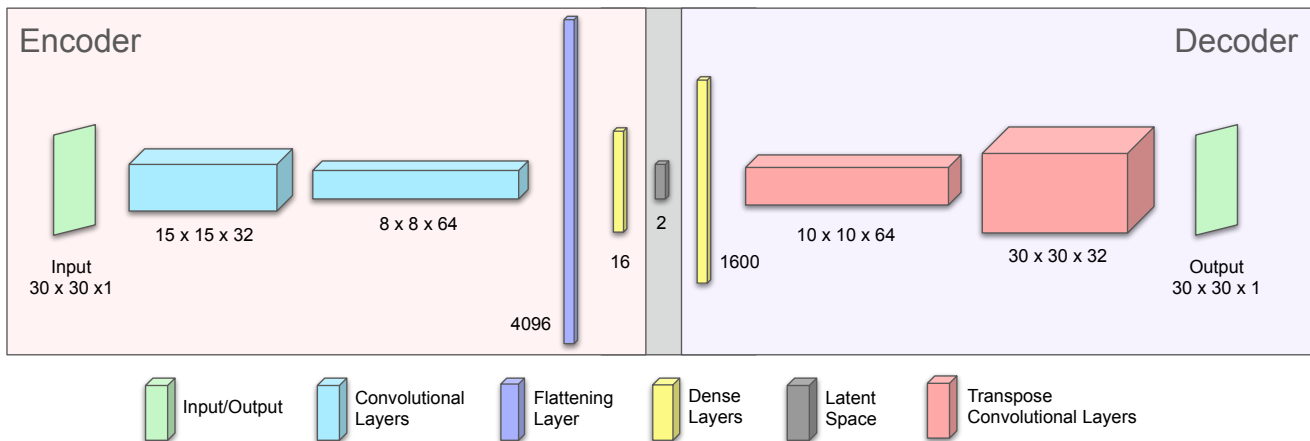 Encoder
Decoder
15 x 15 x 32
8 x 8 x 64
2
10 x 10 x 64
30 x 30 x 32
16
1600
Input
30 x 30 x1
Output
30 x 30 x 1
4096
Input/Output
Convolutional
Layers
Flattening
Layer
Dense
Layers
Latent
Space
Transpose
Convolutional Layers